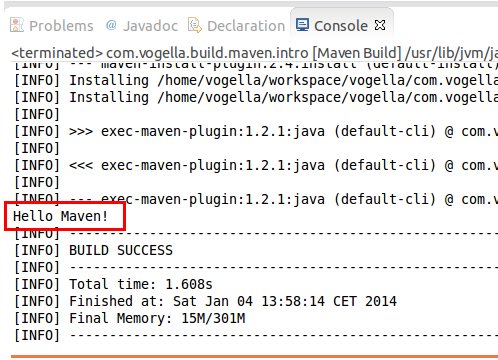 Problems @ Javadoc Declaration Console
<terminated> com.vogella.build.maven.intro [Maven Build] /usr/lib/jvm/ja
[INFO] --- maven-install-plugin:2.4:install (default-install)
[INFO] Installing /home/vogella/workspace/vogella/com.vogella
[INFO] Installing /home/vogella/workspace/vogella/com.vogella
[INFO]
[INFO] >>> exec-maven-plugin:1.2.1:java (default-cli) @ com.v
[INFO]
[INFO] <<< exec-maven-plugin:1.2.1:java (default-cli) @ com.v
[INFO]
[INFO] --- exec-maven-plugin:1.2.1:java (default-cli) @ com.v
Hello Maven!
[INFO] ------------------------------------------------------
[INFO] BUILD SUCCESS
[INFO] ------------------------------------------------------
[INFO] Total time: 1.608s
[INFO] Finished at: Sat Jan 04 13:58:14 CET 2014
[INFO] Final Memory: 15M/301M
[INFO] ------------------------------------------------------